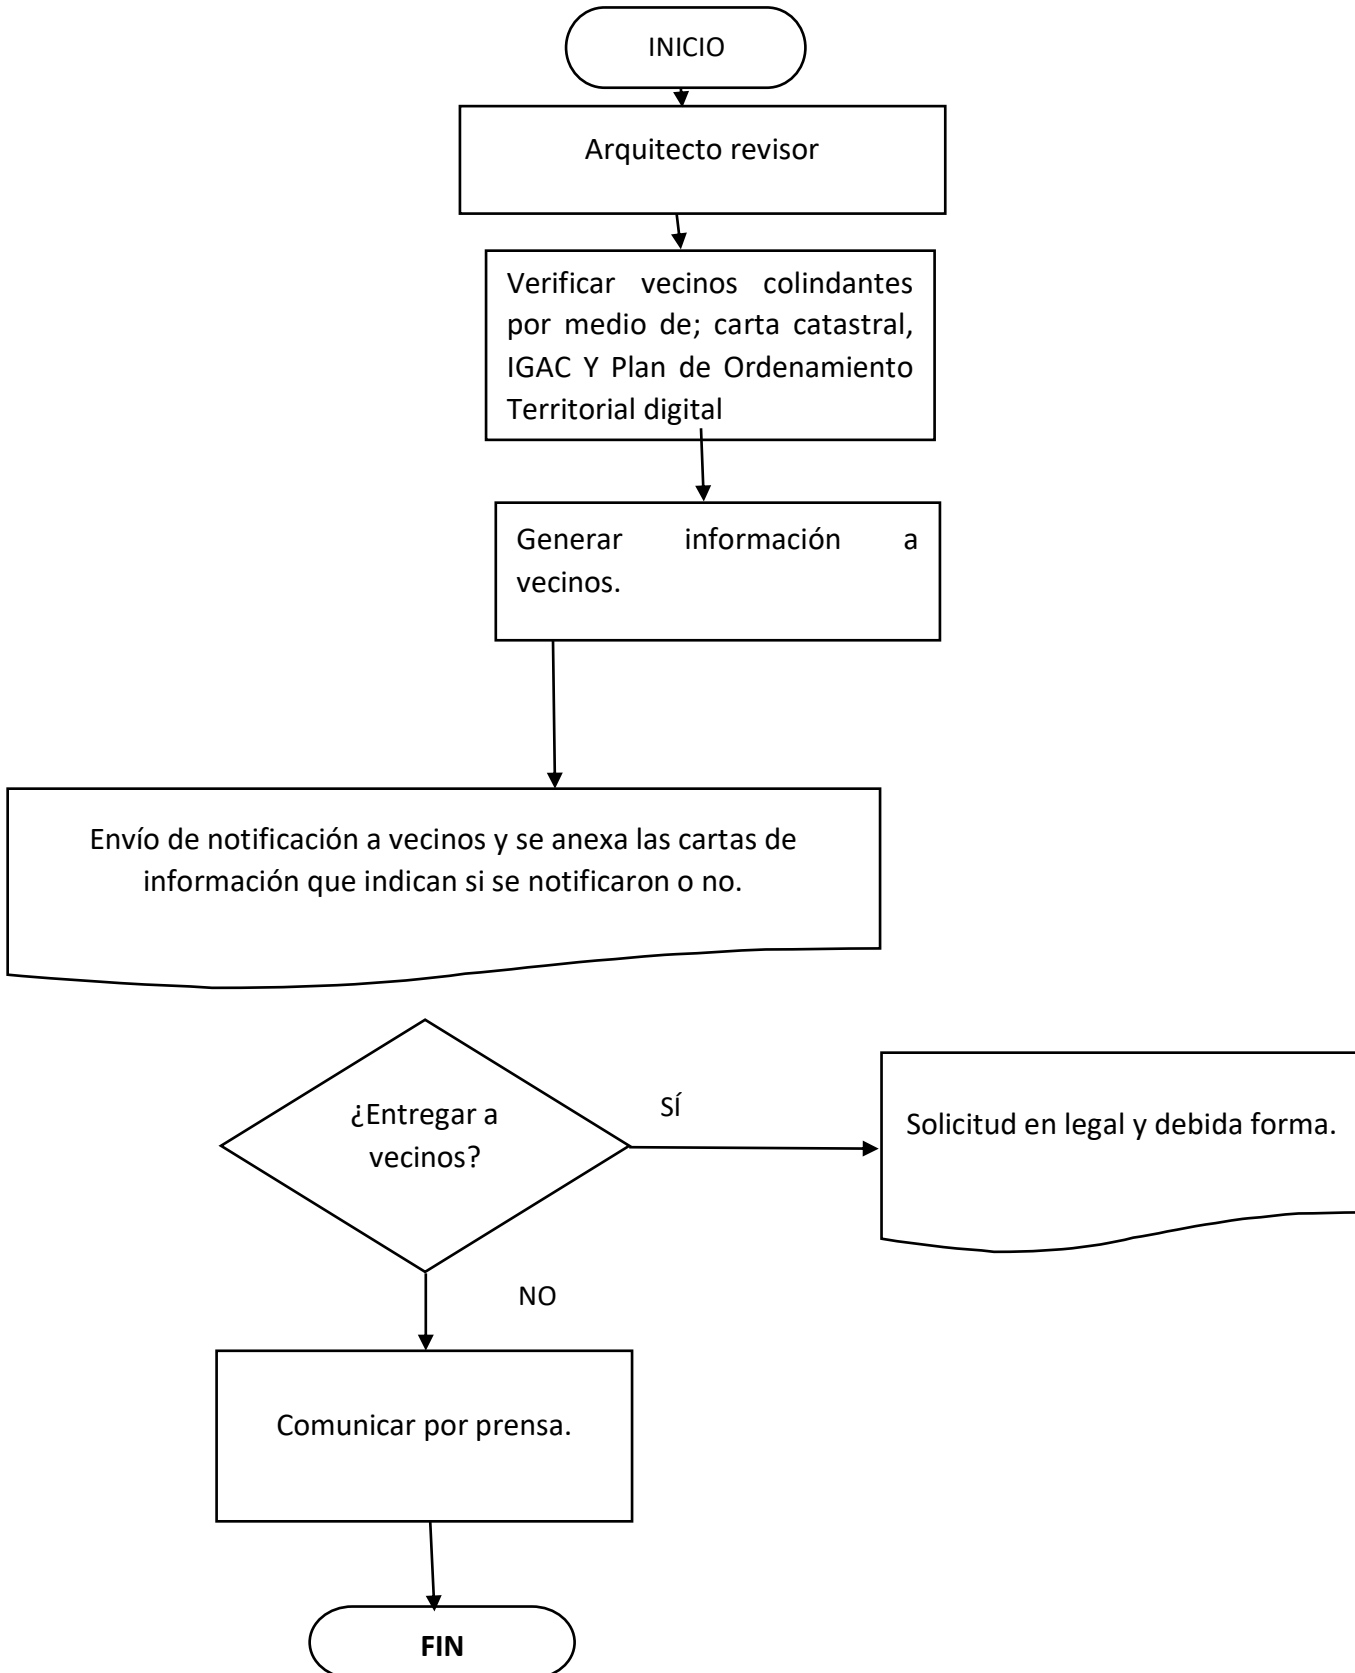 INICIO
Arquitecto revisor
Verificar vecinos colindantes
por medio de; carta catastral,
IGAC Y Plan de Ordenamiento
Territorial digital
Generar información a
vecinos.
Envío de notificación a vecinos y se anexa las cartas de
información que indican si se notificaron o no.
¿Entregar a
vecinos?
SÍ
Solicitud en legal y debida forma.
NO
Comunicar por prensa.
FIN